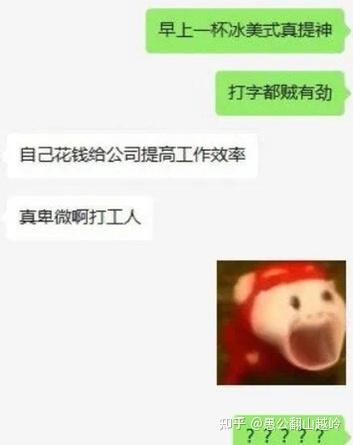 早上一杯冰美式真提神
打字都贼有劲
自己花钱给公司提高工作效率
真卑微啊打工人
？？？？？
知乎 @愚公翻山越岭